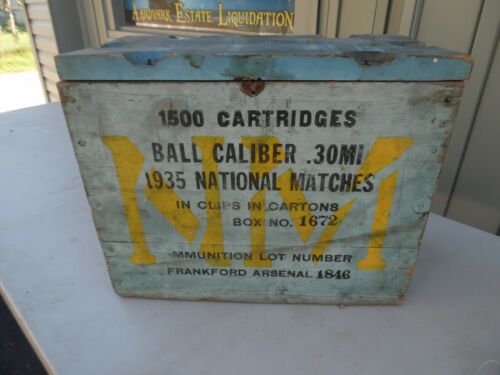 AARDVARK ESTATE LIQUIDATION
1500 CARTRIDGES
BALL CALIBER .30MI
1935 NATIONAL MATCHES
IN CLIPS IN CARTONS
BOX NO. 1672
MMUNITION LOT NUMBER
FRANKFORD ARSENAL 1846
NM